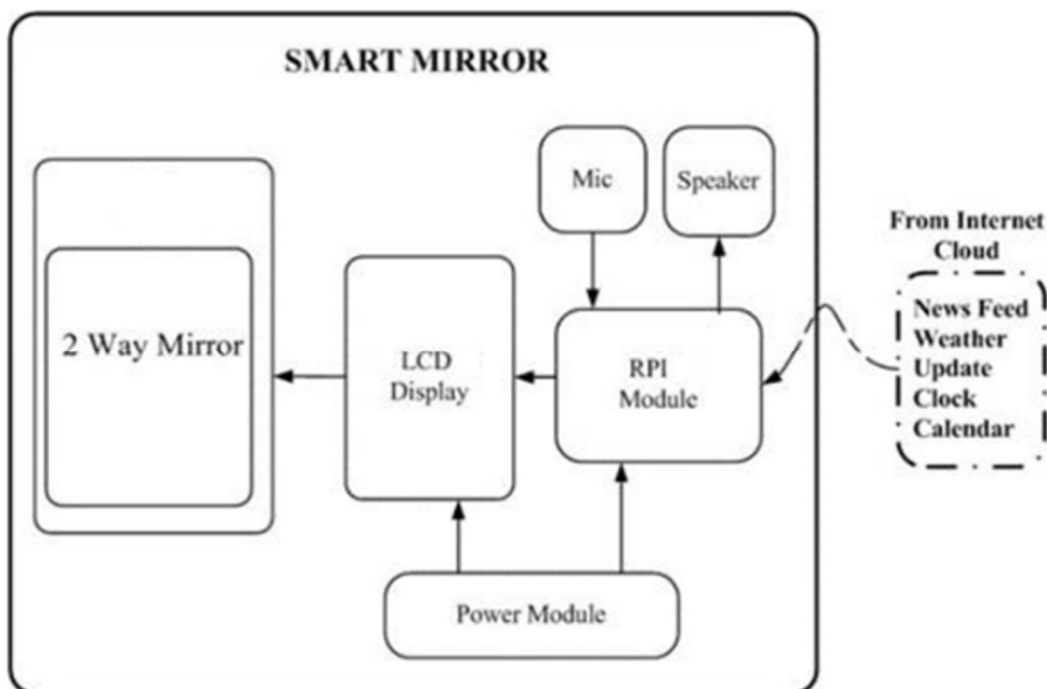 SMART MIRROR
Mic
Speaker
From Internet
Cloud
News Feed
Weather
Update
Clock
Calendar
2 Way Mirror
LCD
Display
RPI
Module
Power Module